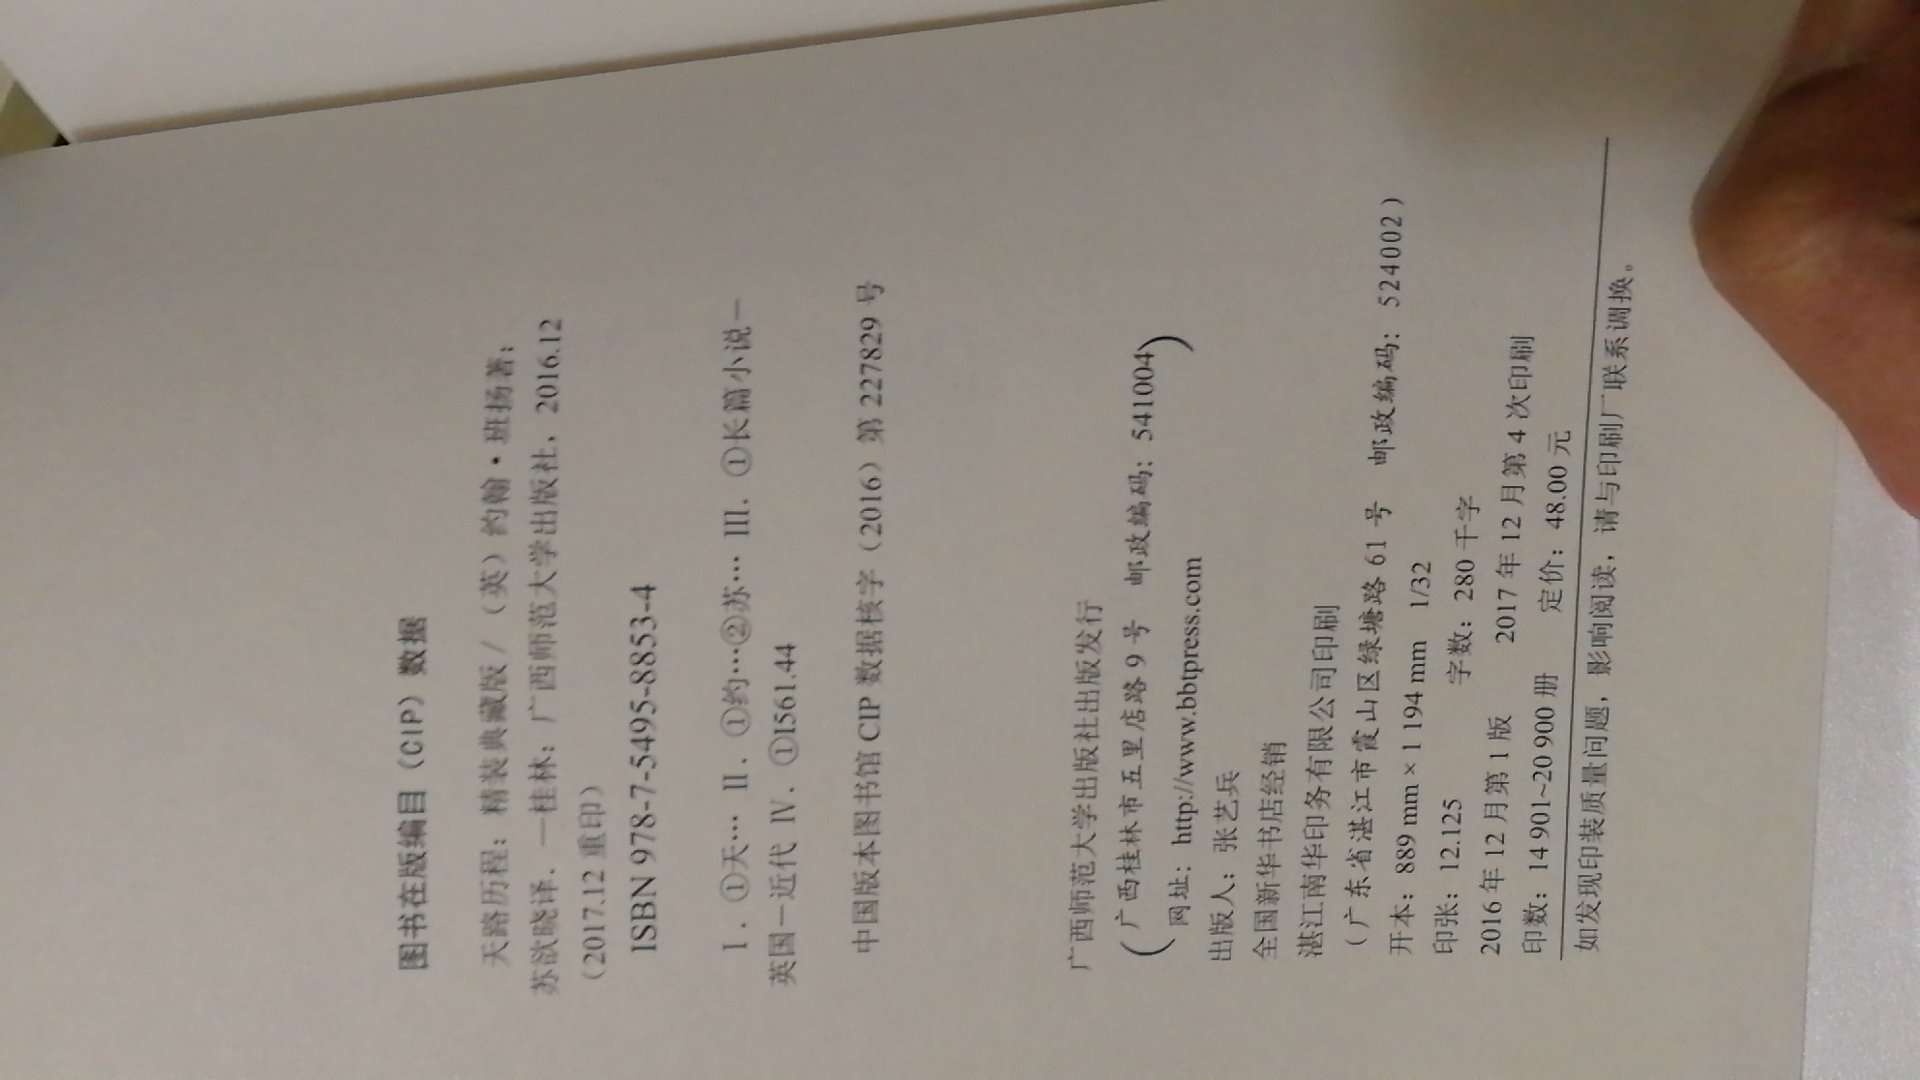 图书在版编目（CIP）数据
天路历程：精装典藏版 /（英）约翰·班扬著；
苏欲晓译. —桂林：广西师范大学出版社，2016.12
（2017.12 重印）
ISBN 978-7-5495-8853-4
Ⅰ. ①天… Ⅱ. ①约…②苏… Ⅲ. ①长篇小说－
英国－近代 Ⅳ. ①I561.44
中国版本图书馆 CIP 数据核字（2016）第 227829 号
广西师范大学出版社出版发行
（广西桂林市五里店路 9 号　邮政编码：541004
网址：http://www.bbtpress.com）
出版人：张艺兵
全国新华书店经销
湛江南华印务有限公司印刷
（广东省湛江市霞山区绿塘路 61 号　邮政编码：524002）
开本：889 mm × 1 194 mm　1/32
印张：12.125　字数：280 千字
2016 年 12 月第 1 版　2017 年 12 月第 4 次印刷
印数：14 901~20 900 册　定价：48.00 元
如发现印装质量问题，影响阅读，请与印刷厂联系调换。